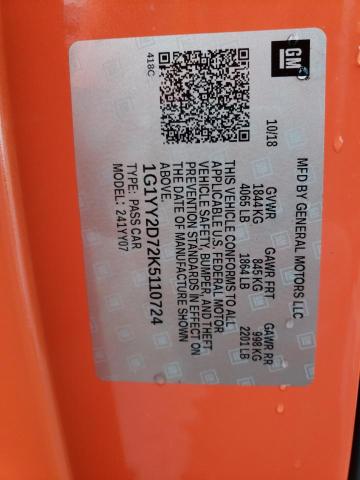 GM
MFD BY GENERAL MOTORS LLC
10/18
GVWR
1844 KG
4065 LB
GAWR FRT
845 KG
1864 LB
GAWR RR
998 KG
2201 LB
THIS VEHICLE CONFORMS TO ALL
APPLICABLE U.S. FEDERAL MOTOR
VEHICLE SAFETY, BUMPER, AND THEFT
PREVENTION STANDARDS IN EFFECT ON
THE DATE OF MANUFACTURE SHOWN
ABOVE.
1G1YY2D72K5110724
TYPE: PASS CAR
MODEL: 241YY07
418C